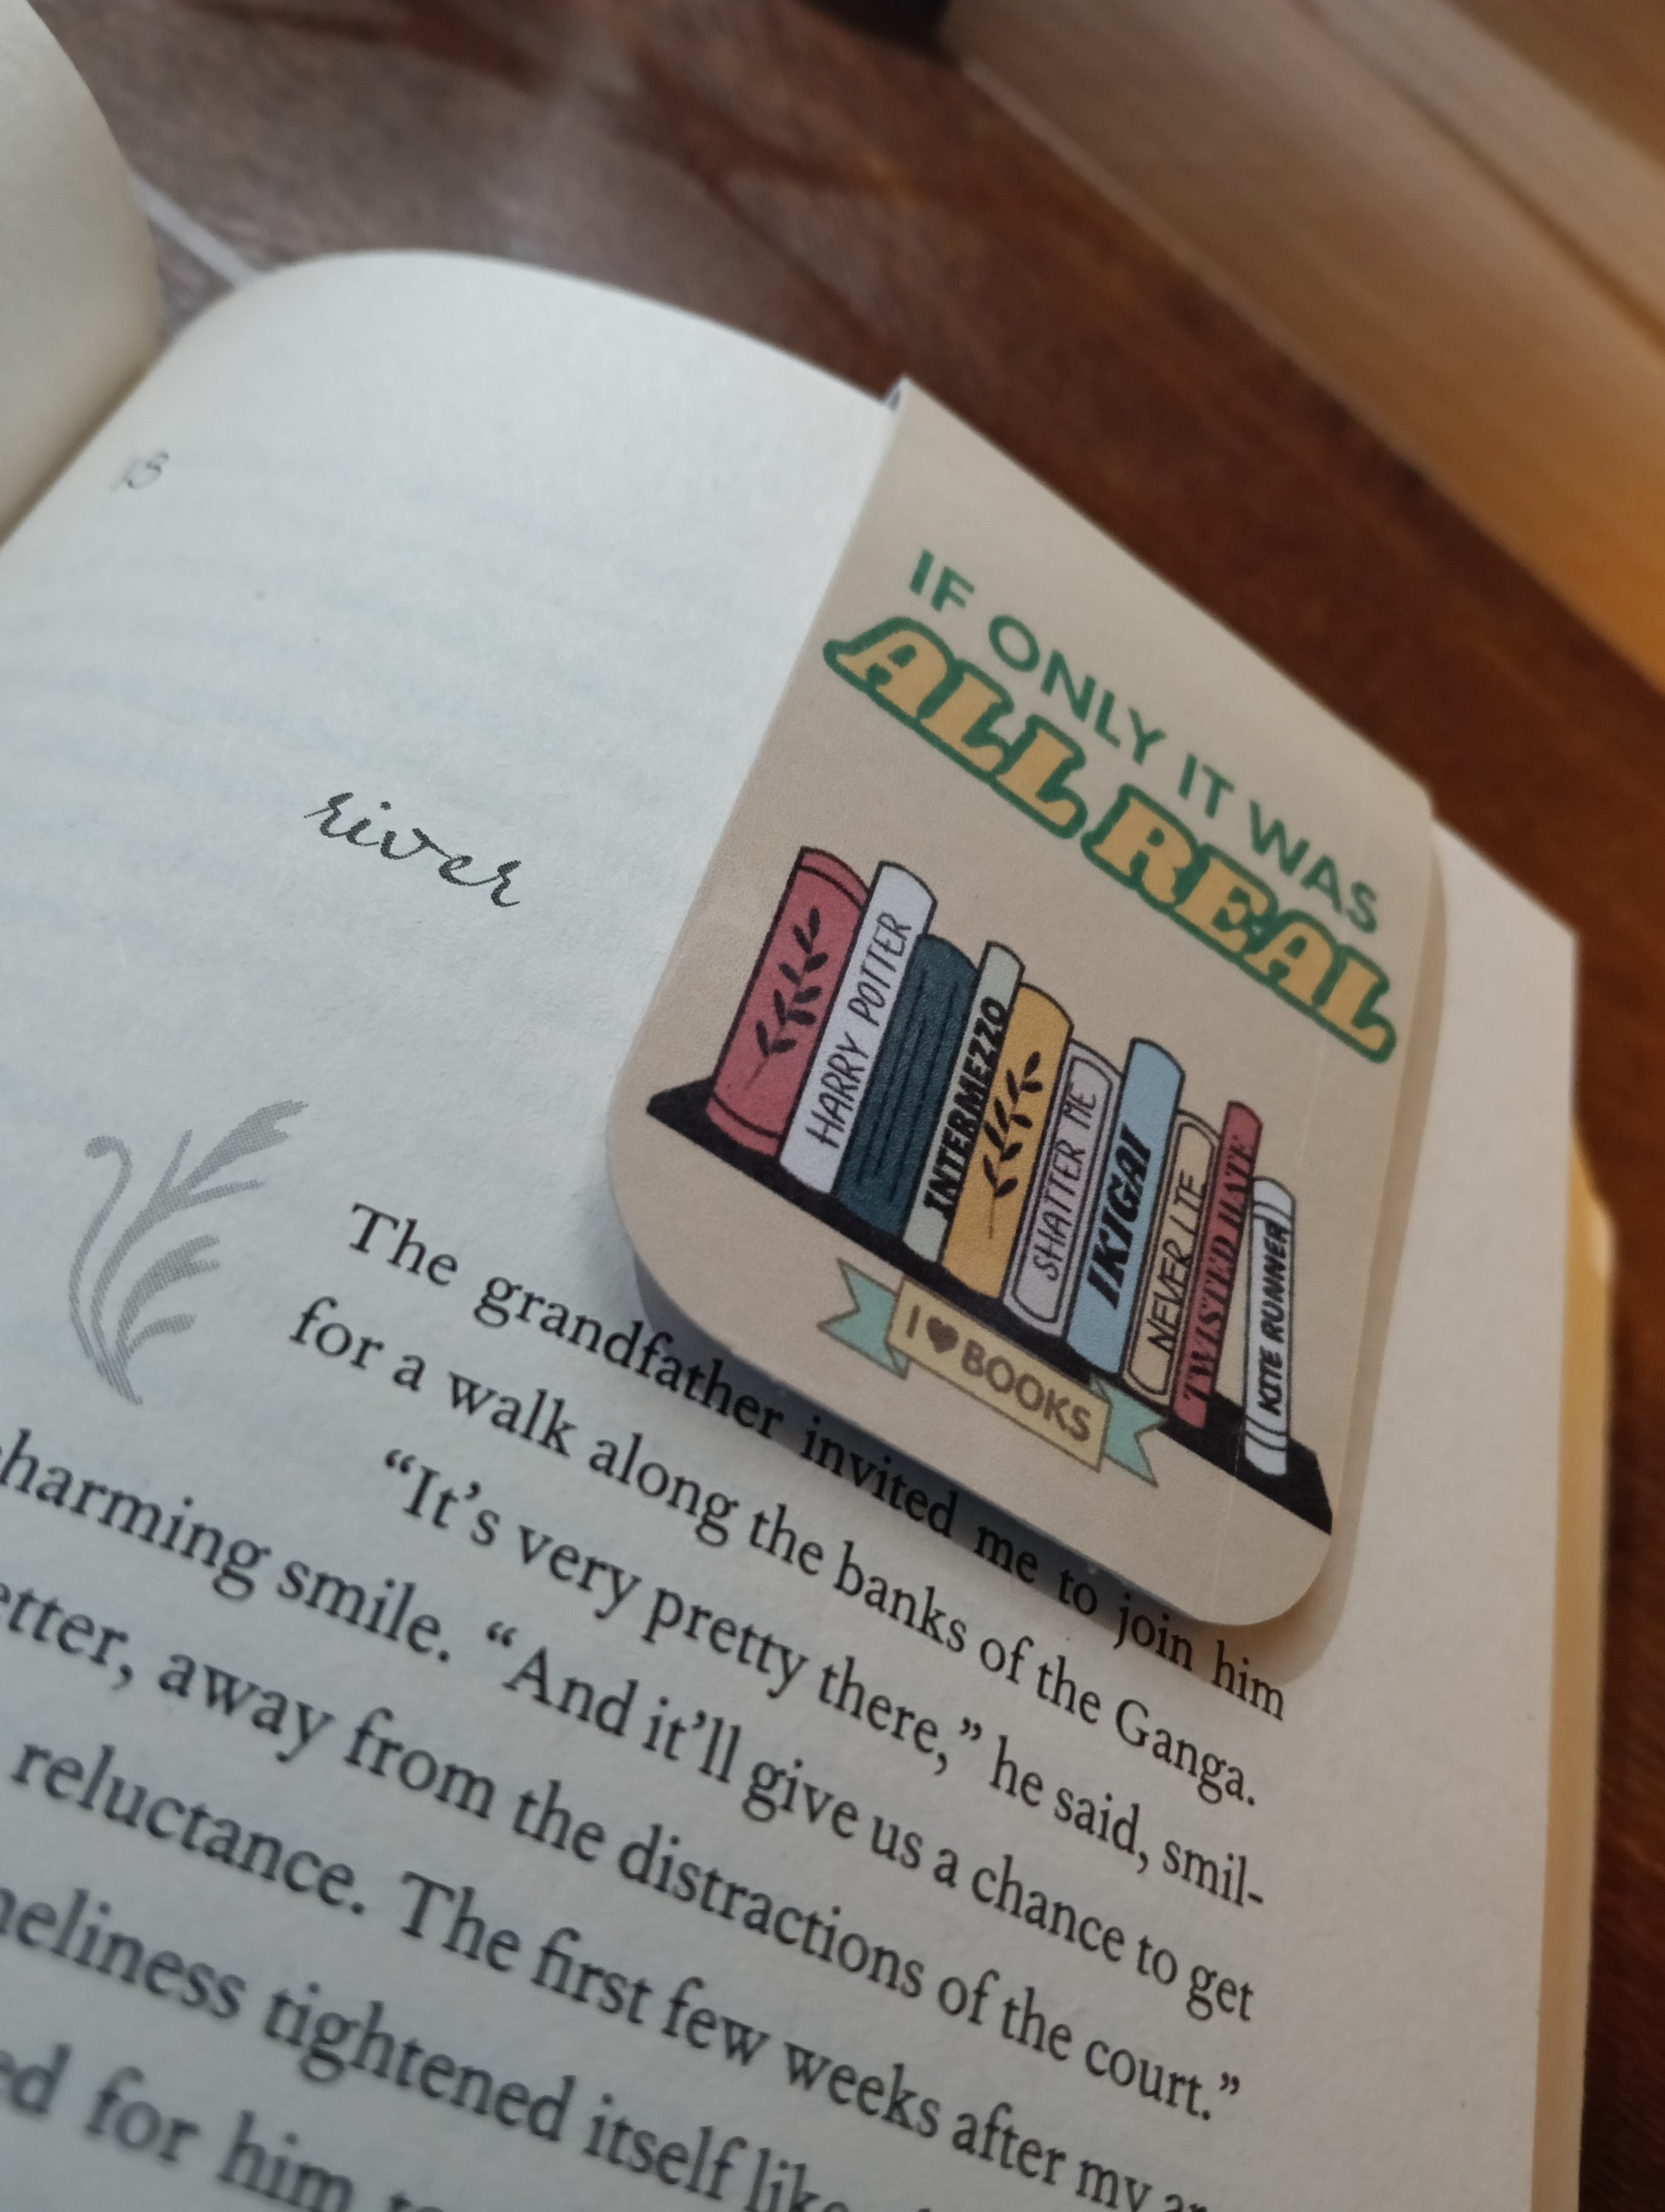 13
river
IF ONLY IT WAS
ALL REAL
HARRY POTTER
INTERMEZZO
SHATTER ME
IKIGAI
NEVER LIE
TWISTED HATE
KITE RUNNER
I ♥ BOOKS
The grandfather invited me to join him
for a walk along the banks of the Ganga.
“It’s very pretty there,” he said, smil-
harming smile. “And it’ll give us a chance to get
etter, away from the distractions of the court.”
reluctance. The first few weeks after my
neliness tightened itself like
ed for him